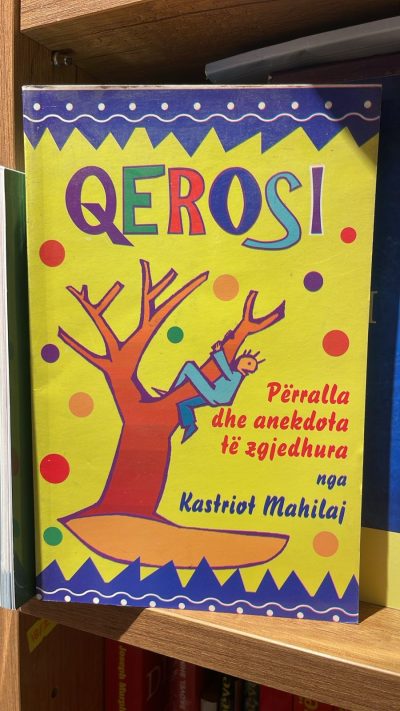 QEROSI
Përralla
dhe anekdota
të zgjedhura
nga
Kastriot Mahilaj